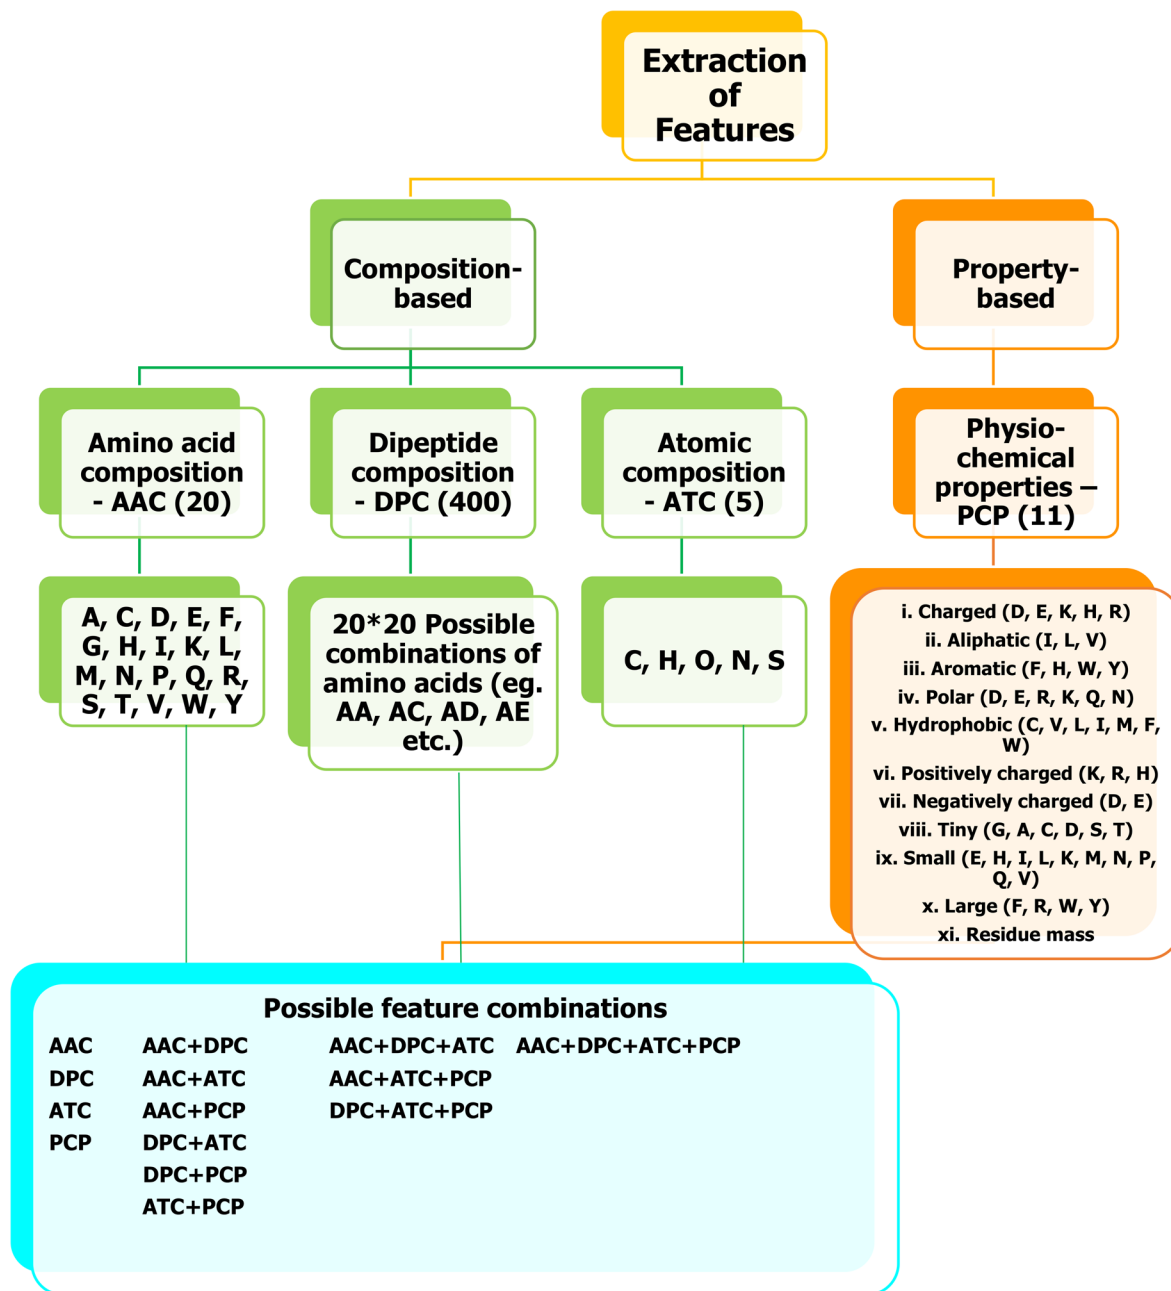 Extraction
of
Features
Composition-
based
Property-
based
Amino acid
composition
- AAC (20)
Dipeptide
composition
- DPC (400)
Atomic
composition
- ATC (5)
Physio-
chemical
properties –
PCP (11)
A, C, D, E, F,
G, H, I, K, L,
M, N, P, Q, R,
S, T, V, W, Y
20*20 Possible
combinations of
amino acids (eg.
AA, AC, AD, AE
etc.)
C, H, O, N, S
i. Charged (D, E, K, H, R)
ii. Aliphatic (I, L, V)
iii. Aromatic (F, H, W, Y)
iv. Polar (D, E, R, K, Q, N)
v. Hydrophobic (C, V, L, I, M, F,
W)
vi. Positively charged (K, R, H)
vii. Negatively charged (D, E)
viii. Tiny (G, A, C, D, S, T)
ix. Small (E, H, I, L, K, M, N, P,
Q, V)
x. Large (F, R, W, Y)
xi. Residue mass
Possible feature combinations
AAC AAC+DPC AAC+DPC+ATC AAC+DPC+ATC+PCP
DPC AAC+ATC AAC+ATC+PCP
ATC AAC+PCP DPC+ATC+PCP
PCP DPC+ATC
DPC+PCP
ATC+PCP